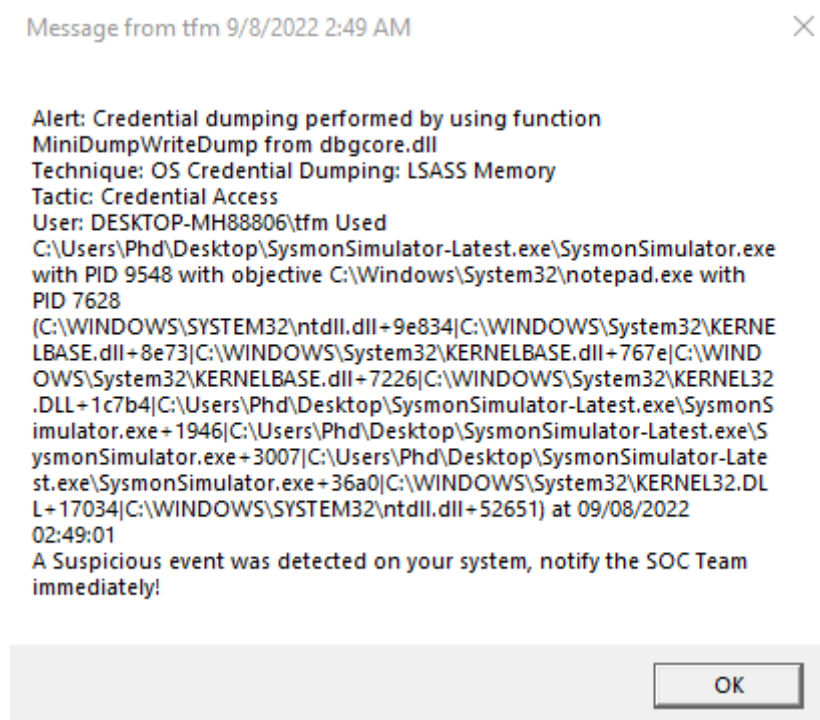 Message from tfm 9/8/2022 2:49 AM
Alert: Credential dumping performed by using function
MiniDumpWriteDump from dbgcore.dll
Technique: OS Credential Dumping: LSASS Memory
Tactic: Credential Access
User: DESKTOP-MH88806\tfm Used
C:\Users\Phd\Desktop\SysmonSimulator-Latest.exe\SysmonSimulator.exe
with PID 9548 with objective C:\Windows\System32\notepad.exe with
PID 7628
(C:\WINDOWS\SYSTEM32\ntdll.dll+9e834|C:\WINDOWS\System32\KERNE
LBASE.dll+8e73|C:\WINDOWS\System32\KERNELBASE.dll+767e|C:\WIND
OWS\System32\KERNELBASE.dll+7226|C:\WINDOWS\System32\KERNEL32
.DLL+1c7b4|C:\Users\Phd\Desktop\SysmonSimulator-Latest.exe\SysmonS
imulator.exe+1946|C:\Users\Phd\Desktop\SysmonSimulator-Latest.exe\S
ysmonSimulator.exe+3007|C:\Users\Phd\Desktop\SysmonSimulator-Late
st.exe\SysmonSimulator.exe+36a0|C:\WINDOWS\System32\KERNEL32.DL
L+17034|C:\WINDOWS\SYSTEM32\ntdll.dll+52651) at 09/08/2022
02:49:01
A Suspicious event was detected on your system, notify the SOC Team
immediately!
OK